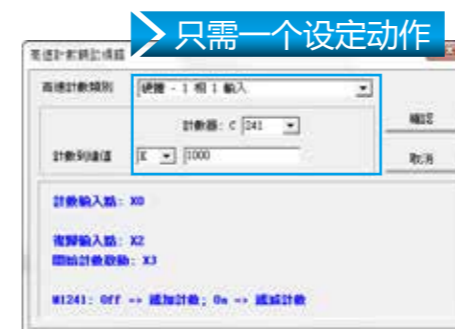 只需一个设定动作
高速計數類別
硬體 - 1 相 1 輸入
計數器: C 241
確認
計數到達值 K 1000
取消
計數輸入點: X0
復歸輸入點: X2
開始計數啟動: X3
M1241: Off --> 遞加計數; On --> 遞減計數